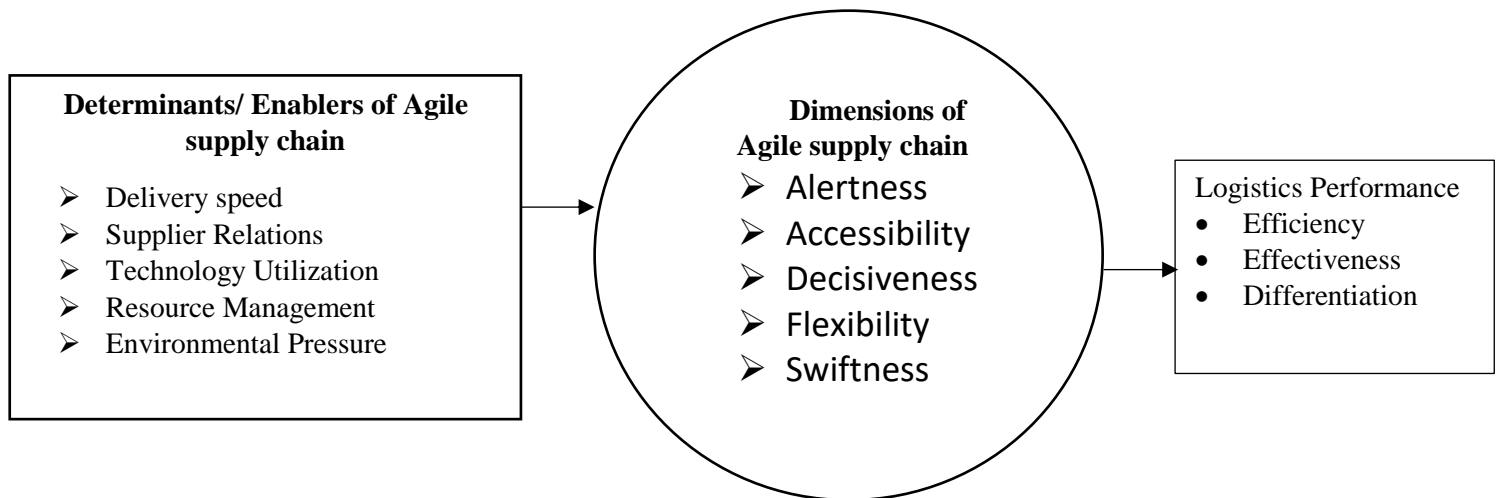 Determinants/ Enablers of Agile
supply chain
➢ Delivery speed
➢ Supplier Relations
➢ Technology Utilization
➢ Resource Management
➢ Environmental Pressure
Dimensions of
Agile supply chain
➢ Alertness
➢ Accessibility
➢ Decisiveness
➢ Flexibility
➢ Swiftness
Logistics Performance
• Efficiency
• Effectiveness
• Differentiation